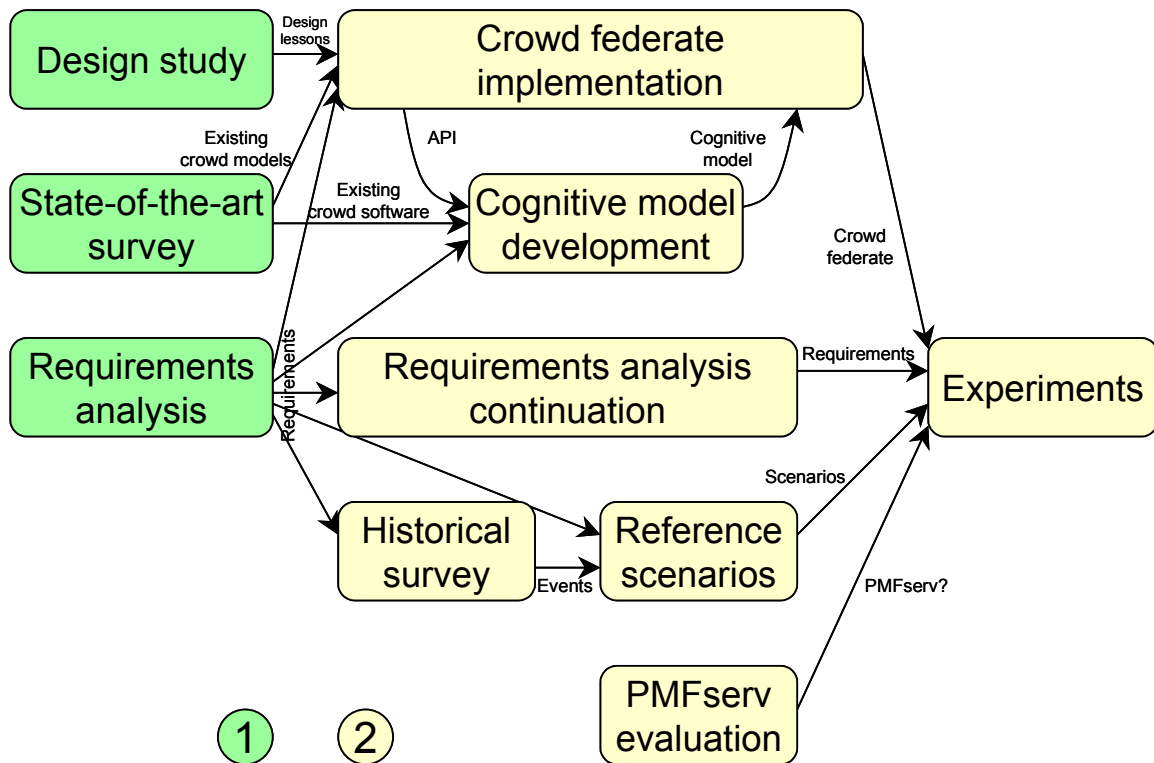 Design study
Design
lessons
Crowd federate
implementation
Existing
crowd models
API
Cognitive
model
State-of-the-art
survey
Existing
crowd software
Cognitive model
development
Crowd
federate
Requirements
analysis
Requirements
Requirements analysis
continuation
Requirements
Experiments
Scenarios
Historical
survey
Events
Reference
scenarios
PMFserv?
PMFserv
evaluation
1
2